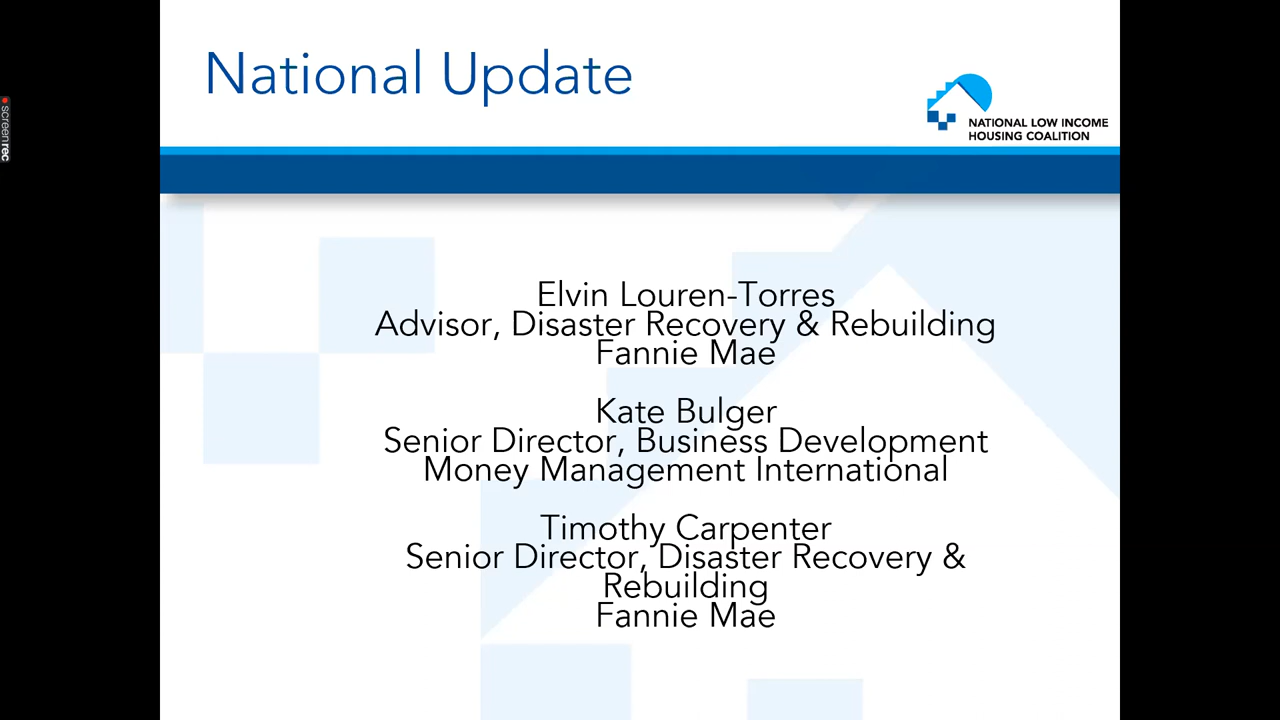 National Update
NATIONAL LOW INCOME
HOUSING COALITION
screenrec
Elvin Louren-Torres
Advisor, Disaster Recovery & Rebuilding
Fannie Mae
Kate Bulger
Senior Director, Business Development
Money Management International
Timothy Carpenter
Senior Director, Disaster Recovery &
Rebuilding
Fannie Mae